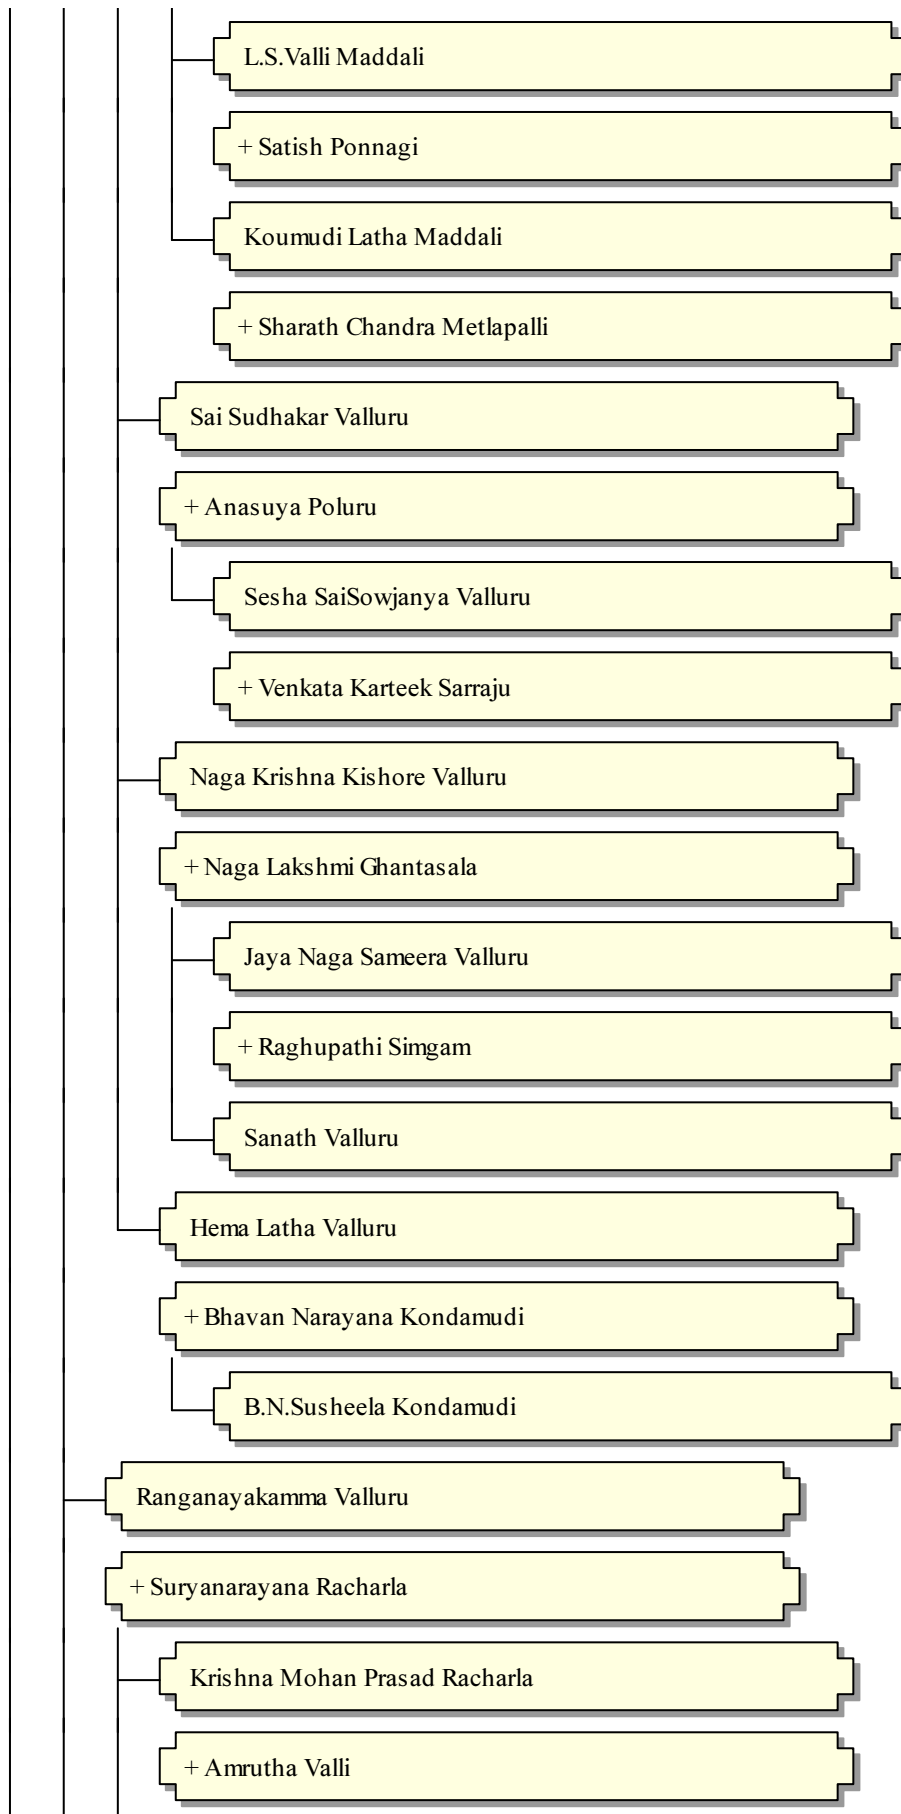 L.S.Valli Maddali
+ Satish Ponnagi
Koumudi Latha Maddali
+ Sharath Chandra Metlapalli
Sai Sudhakar Valluru
+ Anasuya Poluru
Sesha SaiSowjanya Valluru
+ Venkata Karteek Sarraju
Naga Krishna Kishore Valluru
+ Naga Lakshmi Ghantasala
Jaya Naga Sameera Valluru
+ Raghupathi Simgam
Sanath Valluru
Hema Latha Valluru
+ Bhavan Narayana Kondamudi
B.N.Susheela Kondamudi
Ranganayakamma Valluru
+ Suryanarayana Racharla
Krishna Mohan Prasad Racharla
+ Amrutha Valli